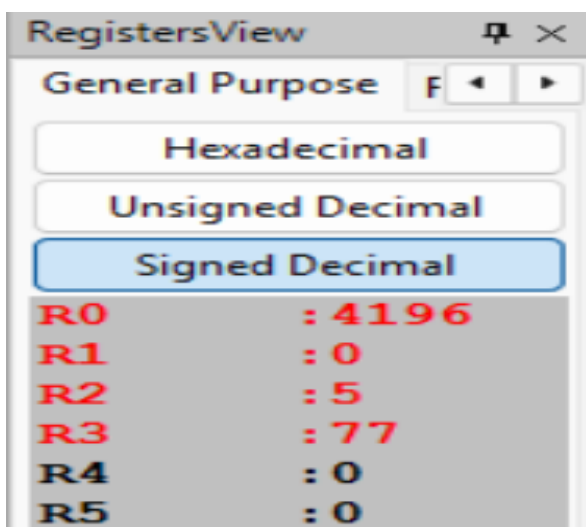 RegistersView
General Purpose F
Hexadecimal
Unsigned Decimal
Signed Decimal
R0 :4196
R1 :0
R2 :5
R3 :77
R4 :0
R5 :0